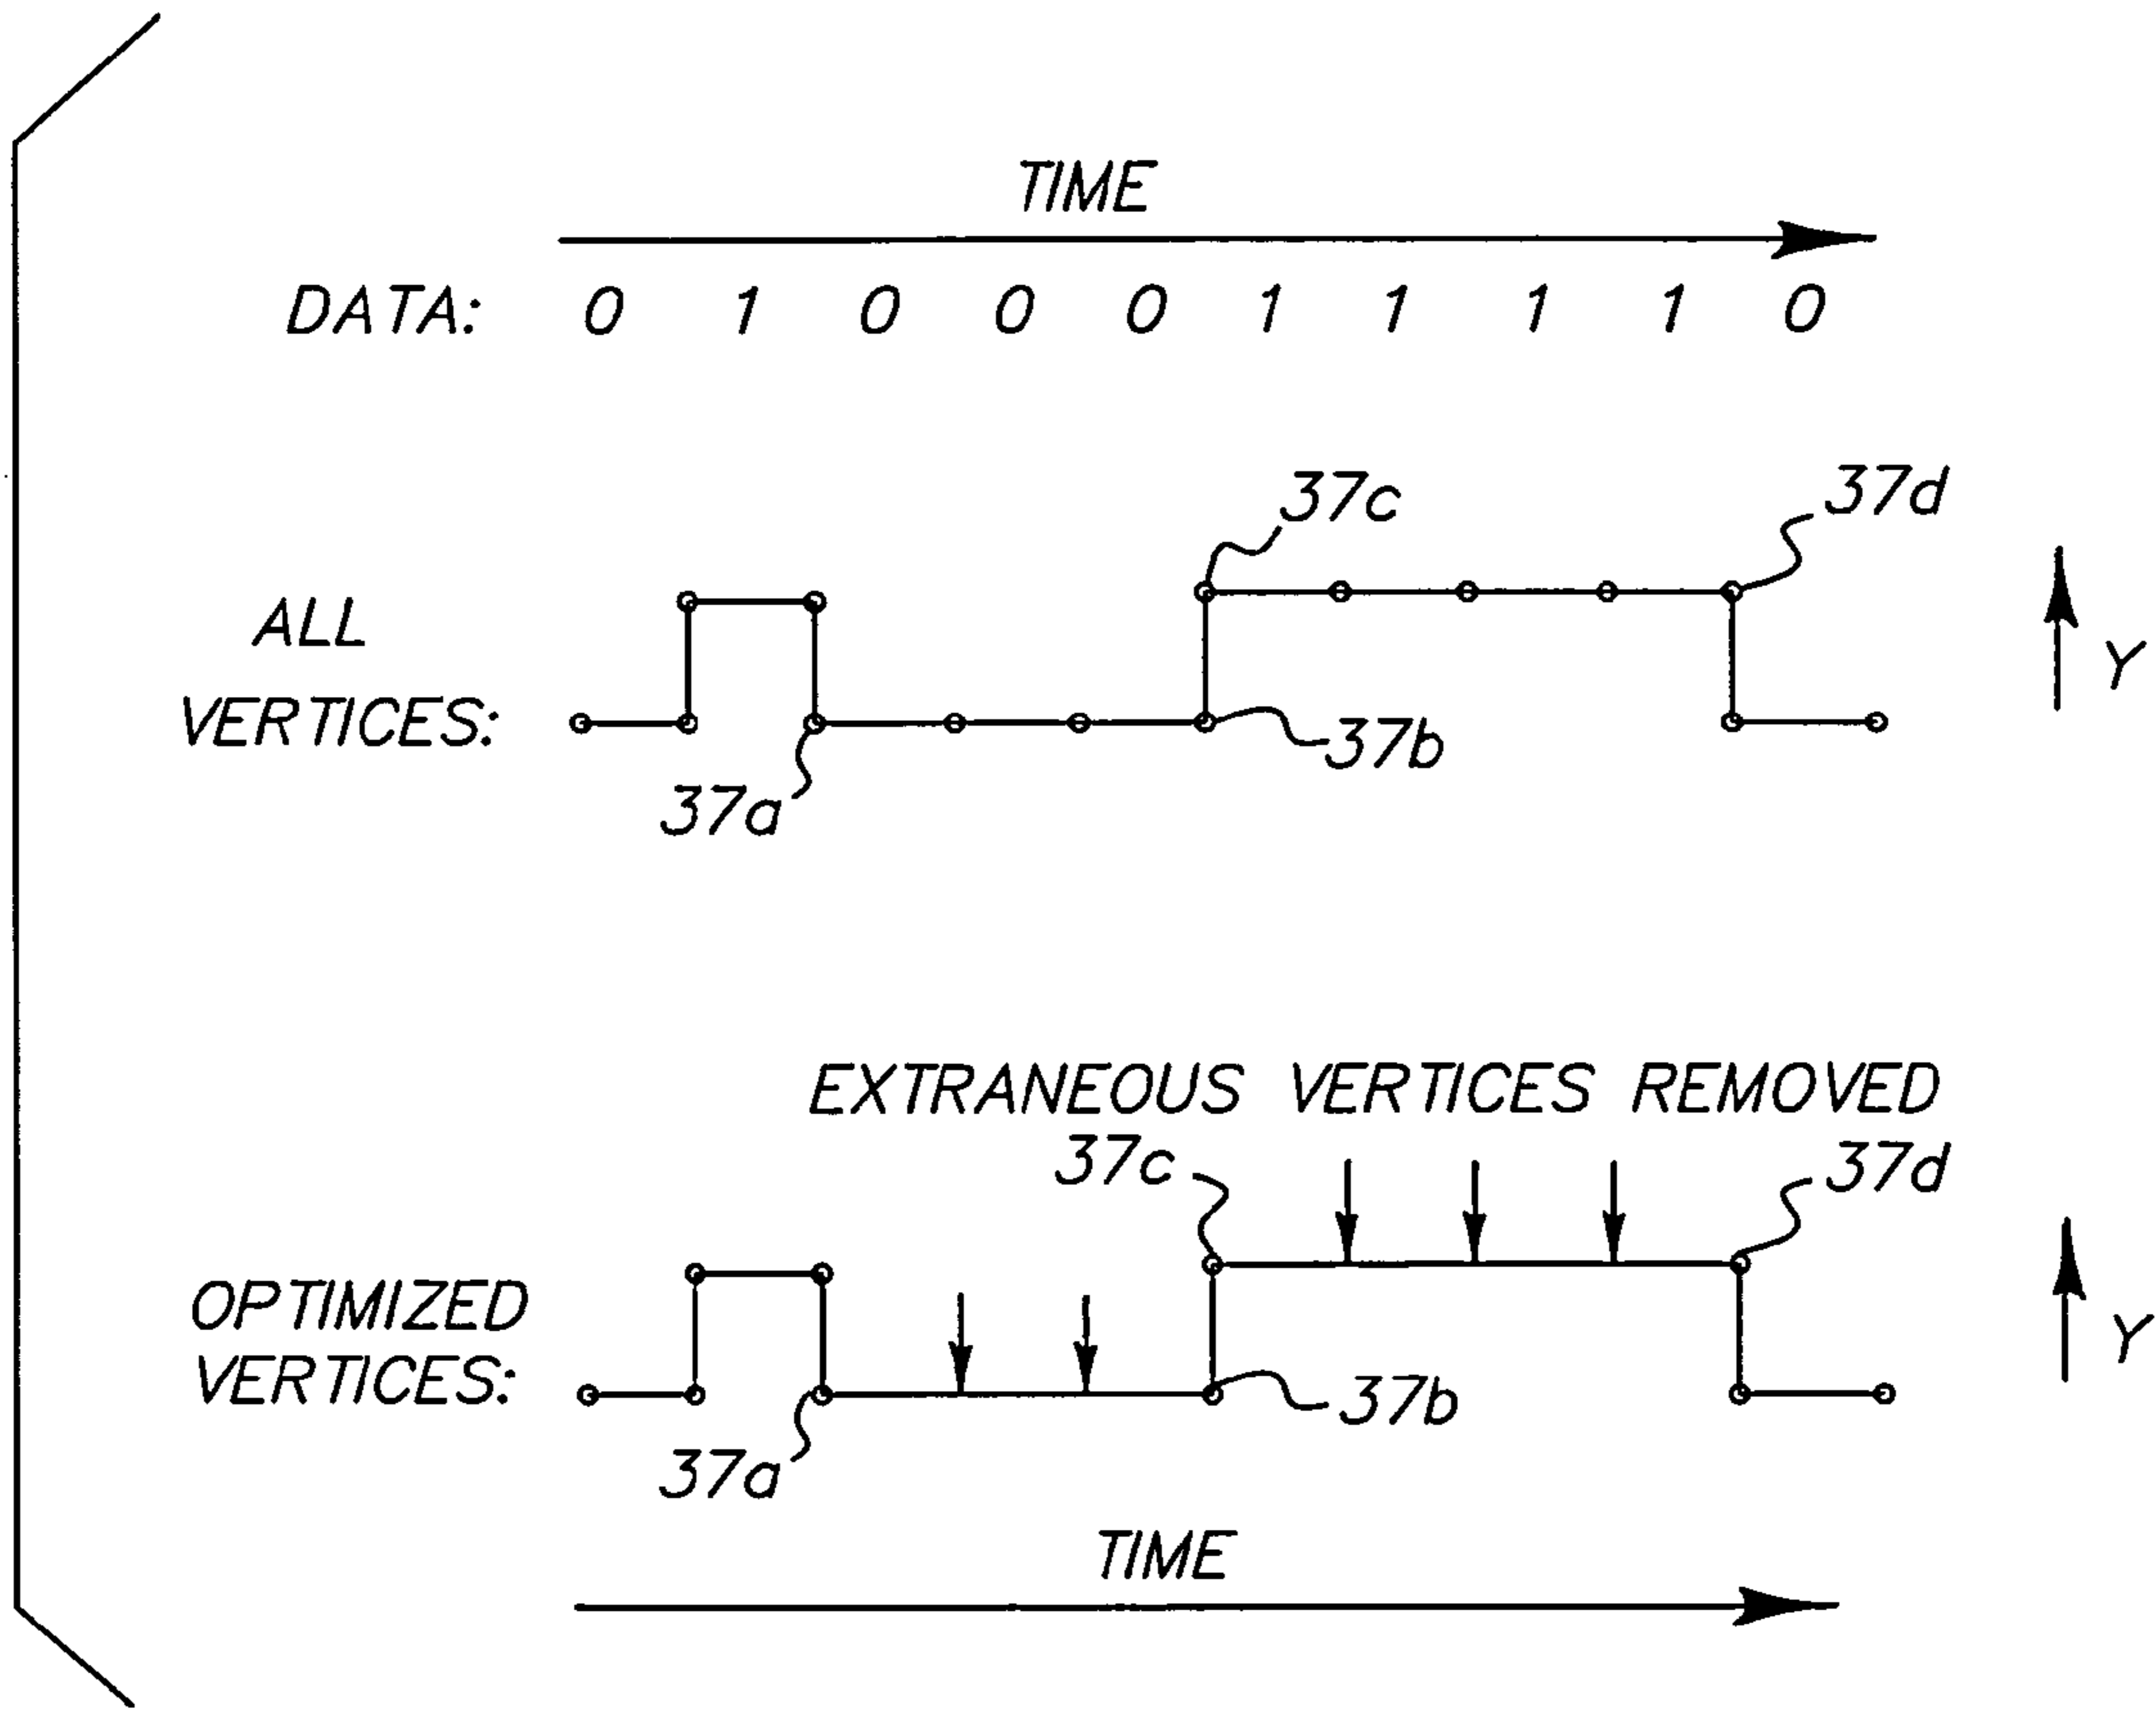 TIME
DATA: 0 1 0 0 0 1 1 1 1 0
37c 37d
ALL
VERTICES:
Y
37b
37a
EXTRANEOUS VERTICES REMOVED
37c 37d
OPTIMIZED
VERTICES:
Y
37b
37a
TIME